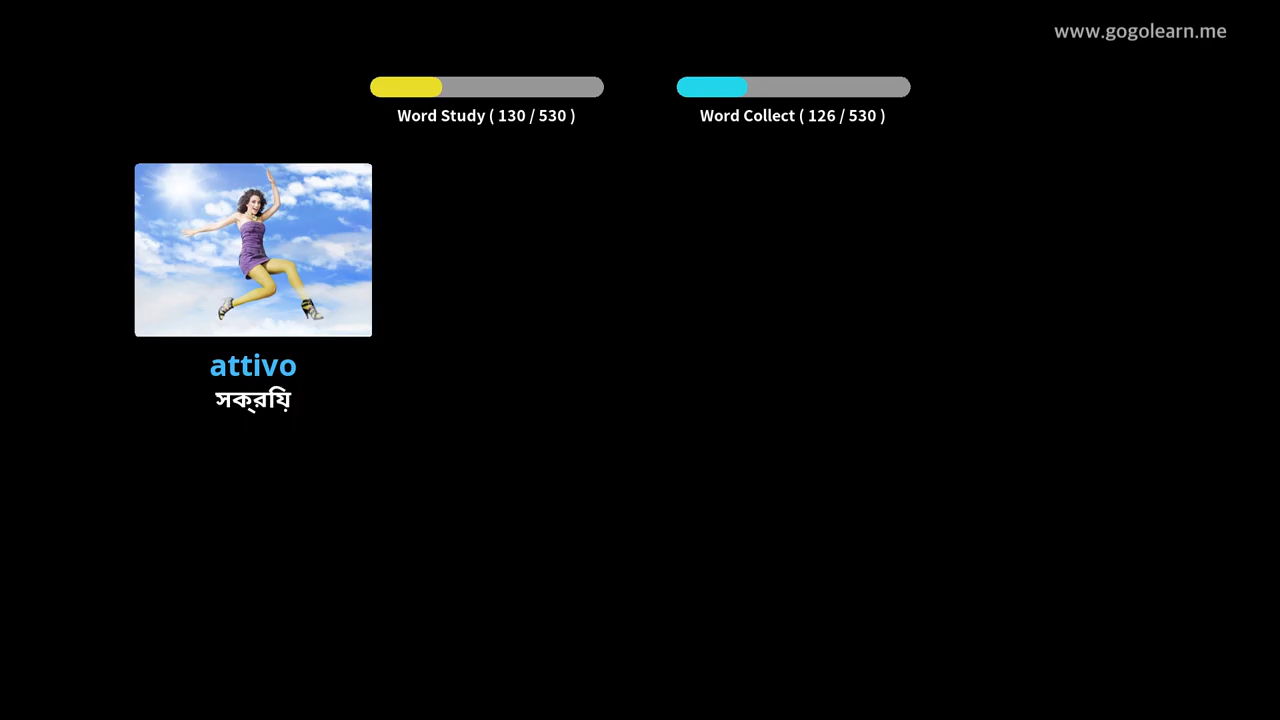 www.gogolearn.me
Word Study ( 130 / 530 )
Word Collect ( 126 / 530 )
attivo
সক্রিয়